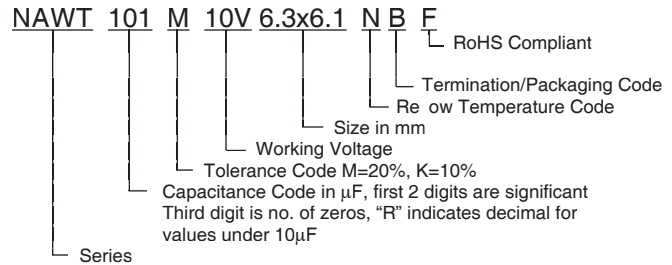 NAWT 101 M 10V 6.3x6.1 N B F
RoHS Compliant
Termination/Packaging Code
Re ow Temperature Code
Size in mm
Working Voltage
Tolerance Code M=20%, K=10%
Capacitance Code in μF, first 2 digits are significant
Third digit is no. of zeros, “R” indicates decimal for
values under 10μF
Series